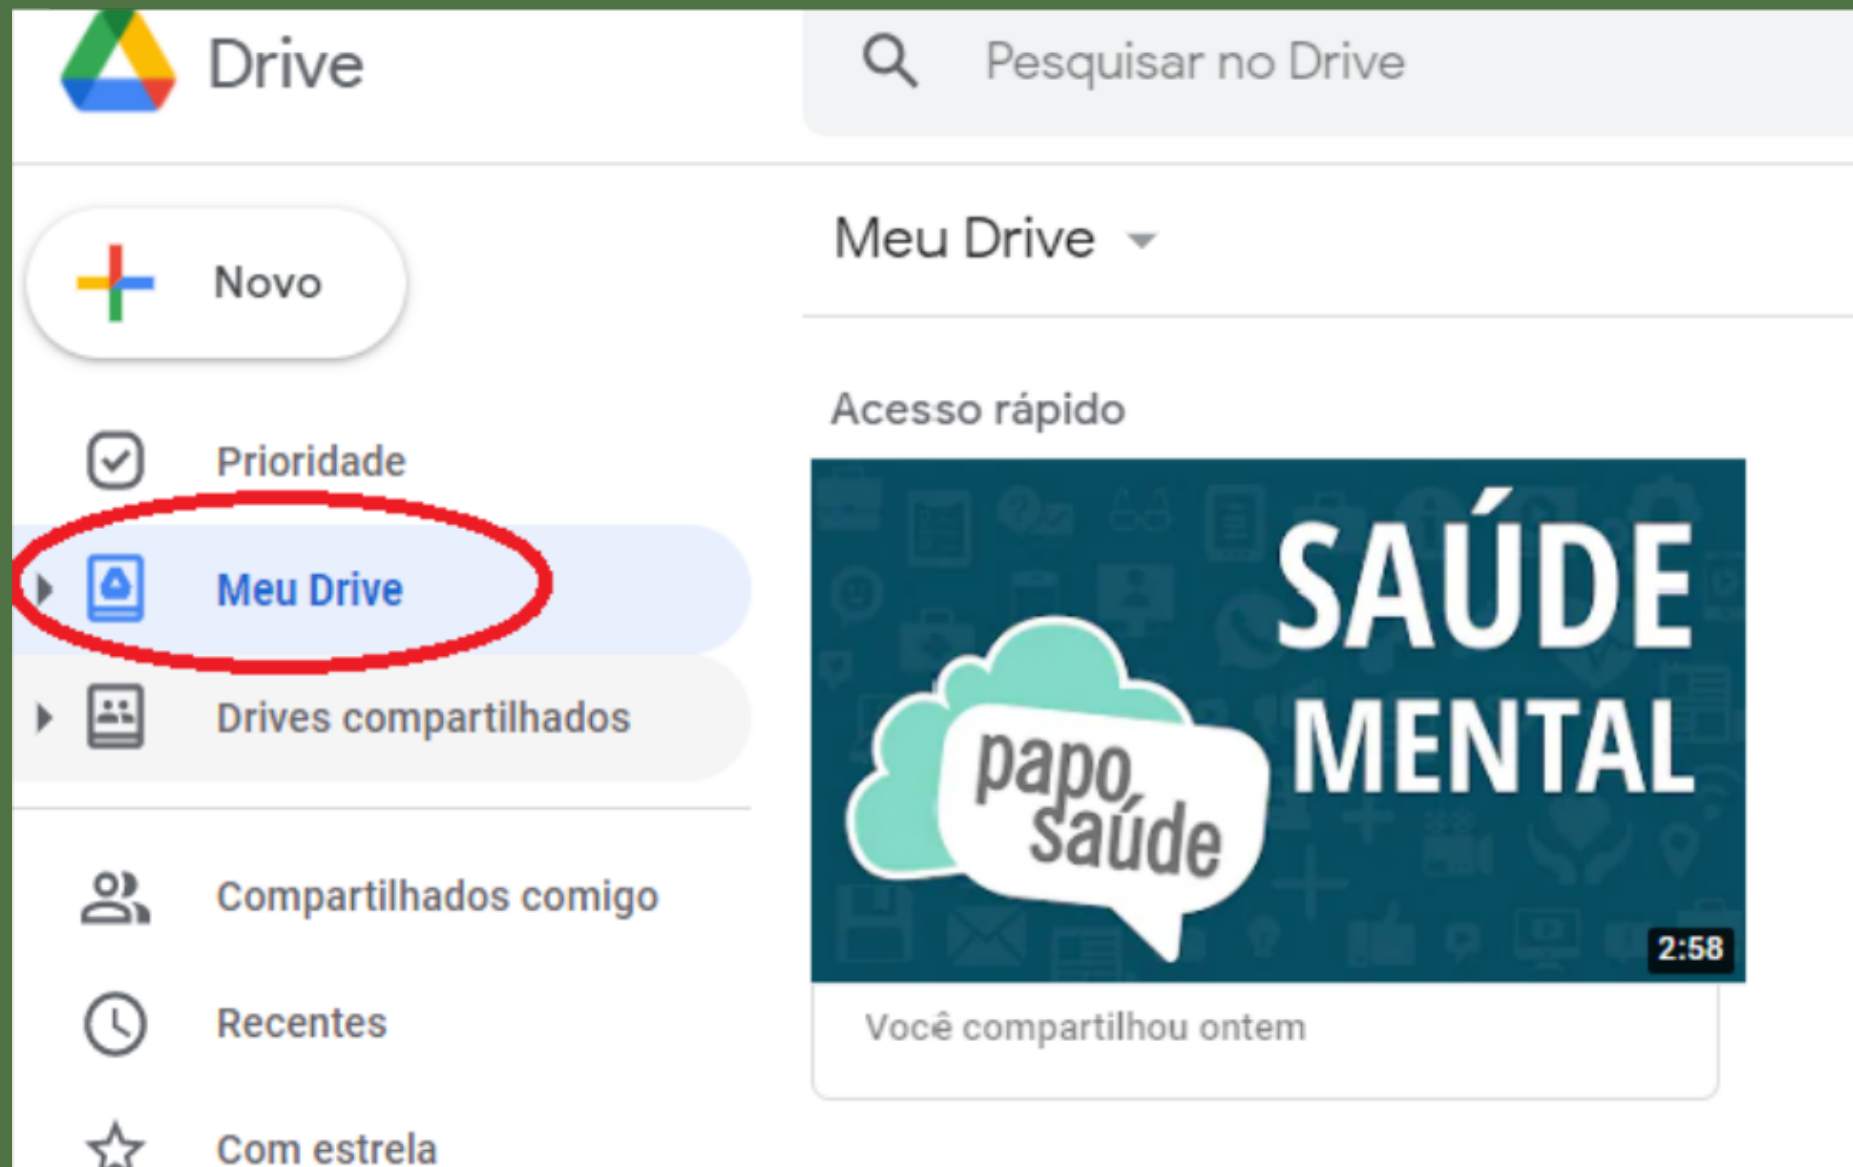 Drive
Pesquisar no Drive
Novo
Meu Drive
Acesso rápido
Prioridade
Meu Drive
Drives compartilhados
Compartilhados comigo
Recentes
Com estrela
SAÚDE
MENTAL
papo
saúde
2:58
Você compartilhou ontem